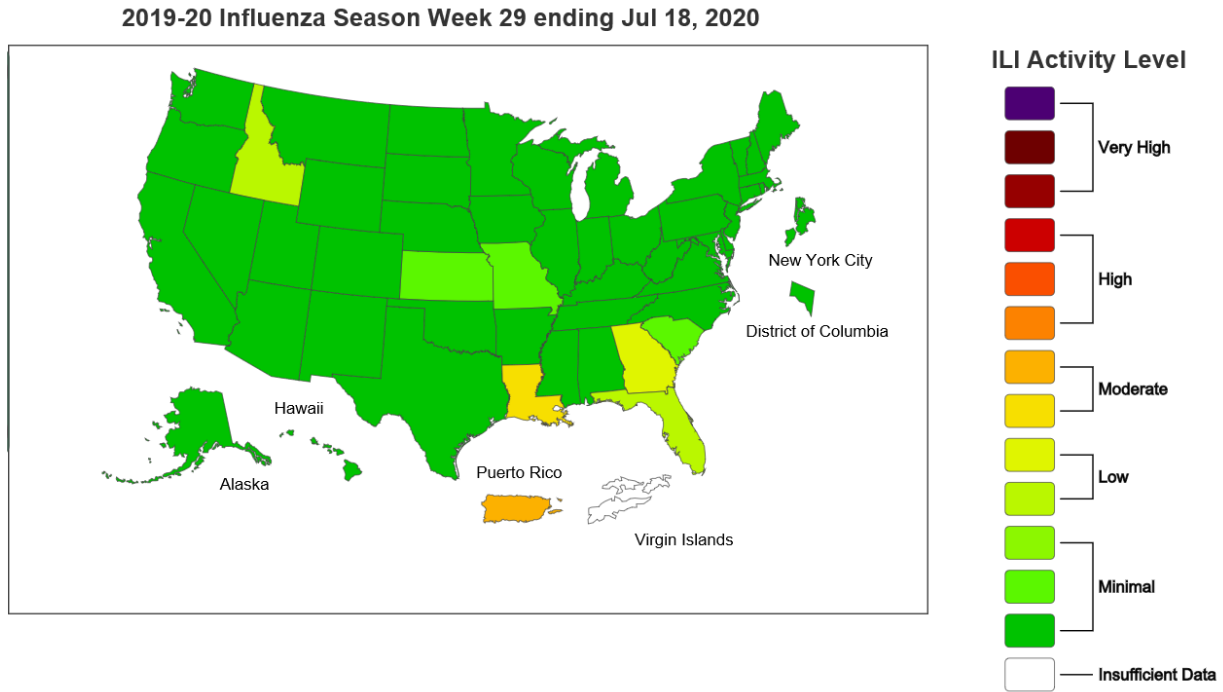 2019-20 Influenza Season Week 29 ending Jul 18, 2020
ILI Activity Level
Very High
High
Moderate
Low
Minimal
Insufficient Data
New York City
District of Columbia
Hawaii
Alaska
Puerto Rico
Virgin Islands